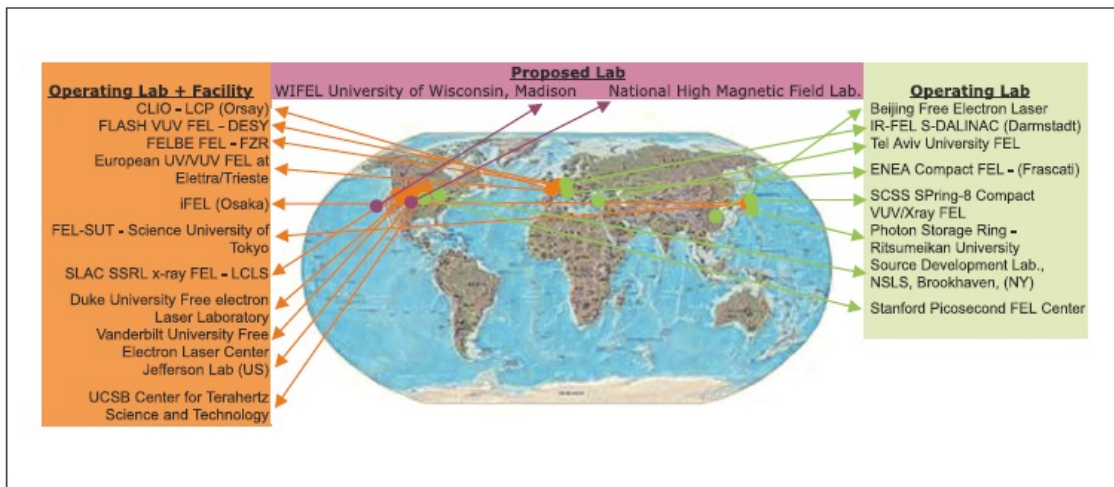 Operating Lab + Facility
CLIO – LCP (Orsay)
FLASH VUV FEL – DESY
FELBE FEL – FZR
European UV/VUV FEL at
Elettra/Trieste
iFEL (Osaka)
FEL-SUT – Science University of
Tokyo
SLAC SSRL x-ray FEL – LCLS
Duke University Free electron
Laser Laboratory
Vanderbilt University Free
Electron Laser Center
Jefferson Lab (US)
UCSB Center for Terahertz
Science and Technology
Proposed Lab
WIFEL University of Wisconsin, Madison
National High Magnetic Field Lab.
Operating Lab
Beijing Free Electron Laser
IR-FEL S-DALINAC (Darmstadt)
Tel Aviv University FEL
ENEA Compact FEL – (Frascati)
SCSS SPring-8 Compact
VUV/Xray FEL
Photon Storage Ring –
Ritsumeikan University
Source Development Lab.,
NSLS, Brookhaven, (NY)
Stanford Picosecond FEL Center